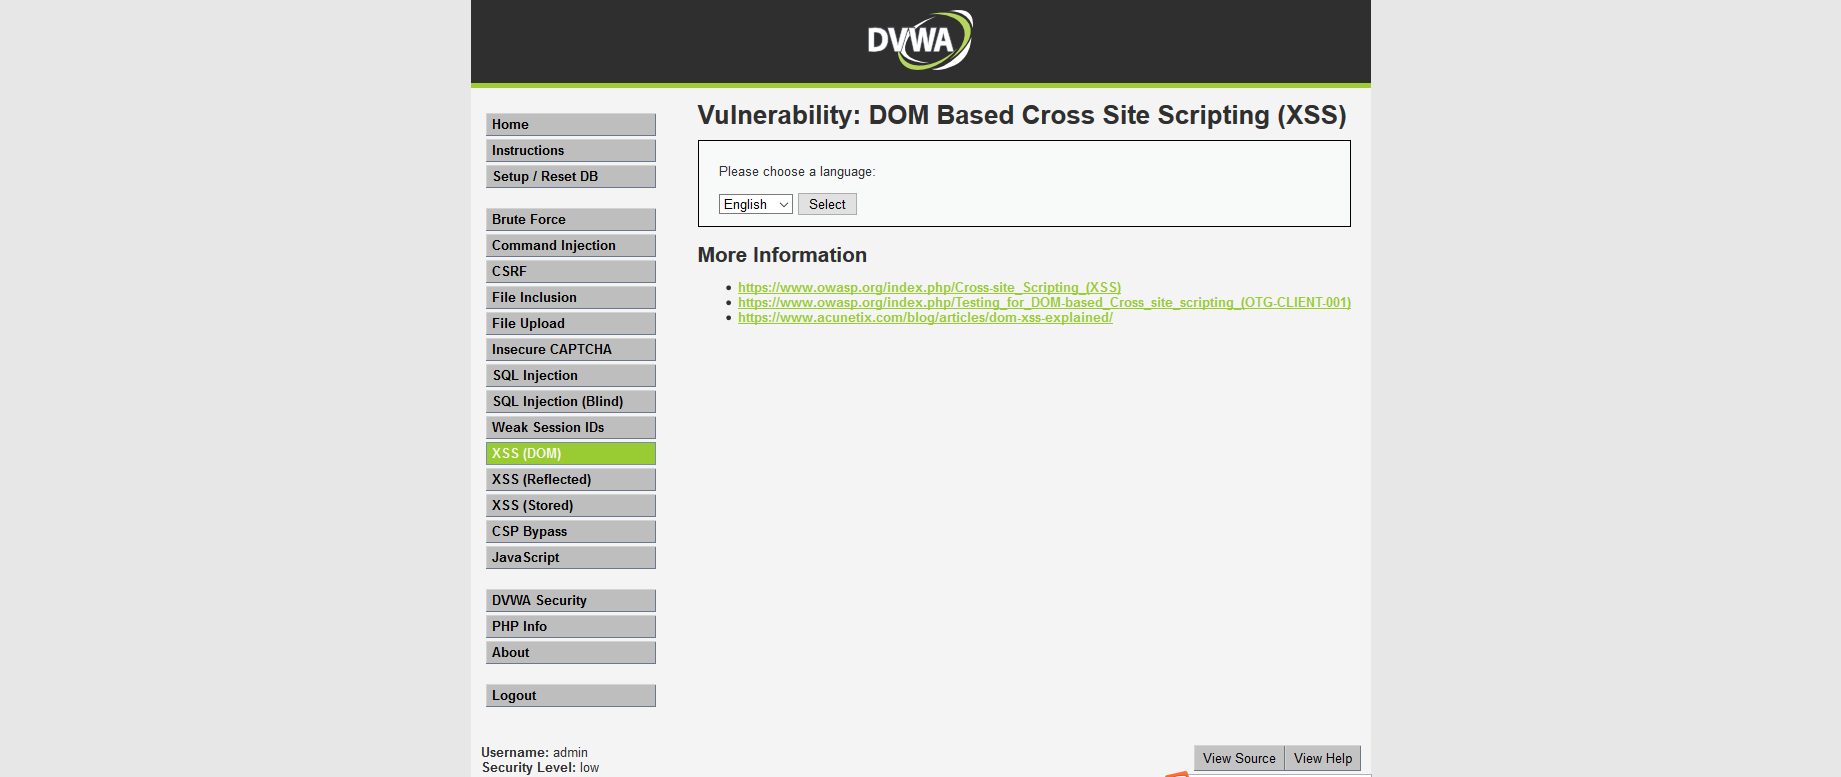 DVWA
Home
Instructions
Setup / Reset DB
Brute Force
Command Injection
CSRF
File Inclusion
File Upload
Insecure CAPTCHA
SQL Injection
SQL Injection (Blind)
Weak Session IDs
XSS (DOM)
XSS (Reflected)
XSS (Stored)
CSP Bypass
JavaScript
DVWA Security
PHP Info
About
Logout
Vulnerability: DOM Based Cross Site Scripting (XSS)
Please choose a language:
English
Select
More Information
https://www.owasp.org/index.php/Cross-site_Scripting_(XSS)
https://www.owasp.org/index.php/Testing_for_DOM-based_Cross_site_scripting_(OTG-CLIENT-001)
https://www.acunetix.com/blog/articles/dom-xss-explained/
Username: admin
Security Level: low
View Source
View Help